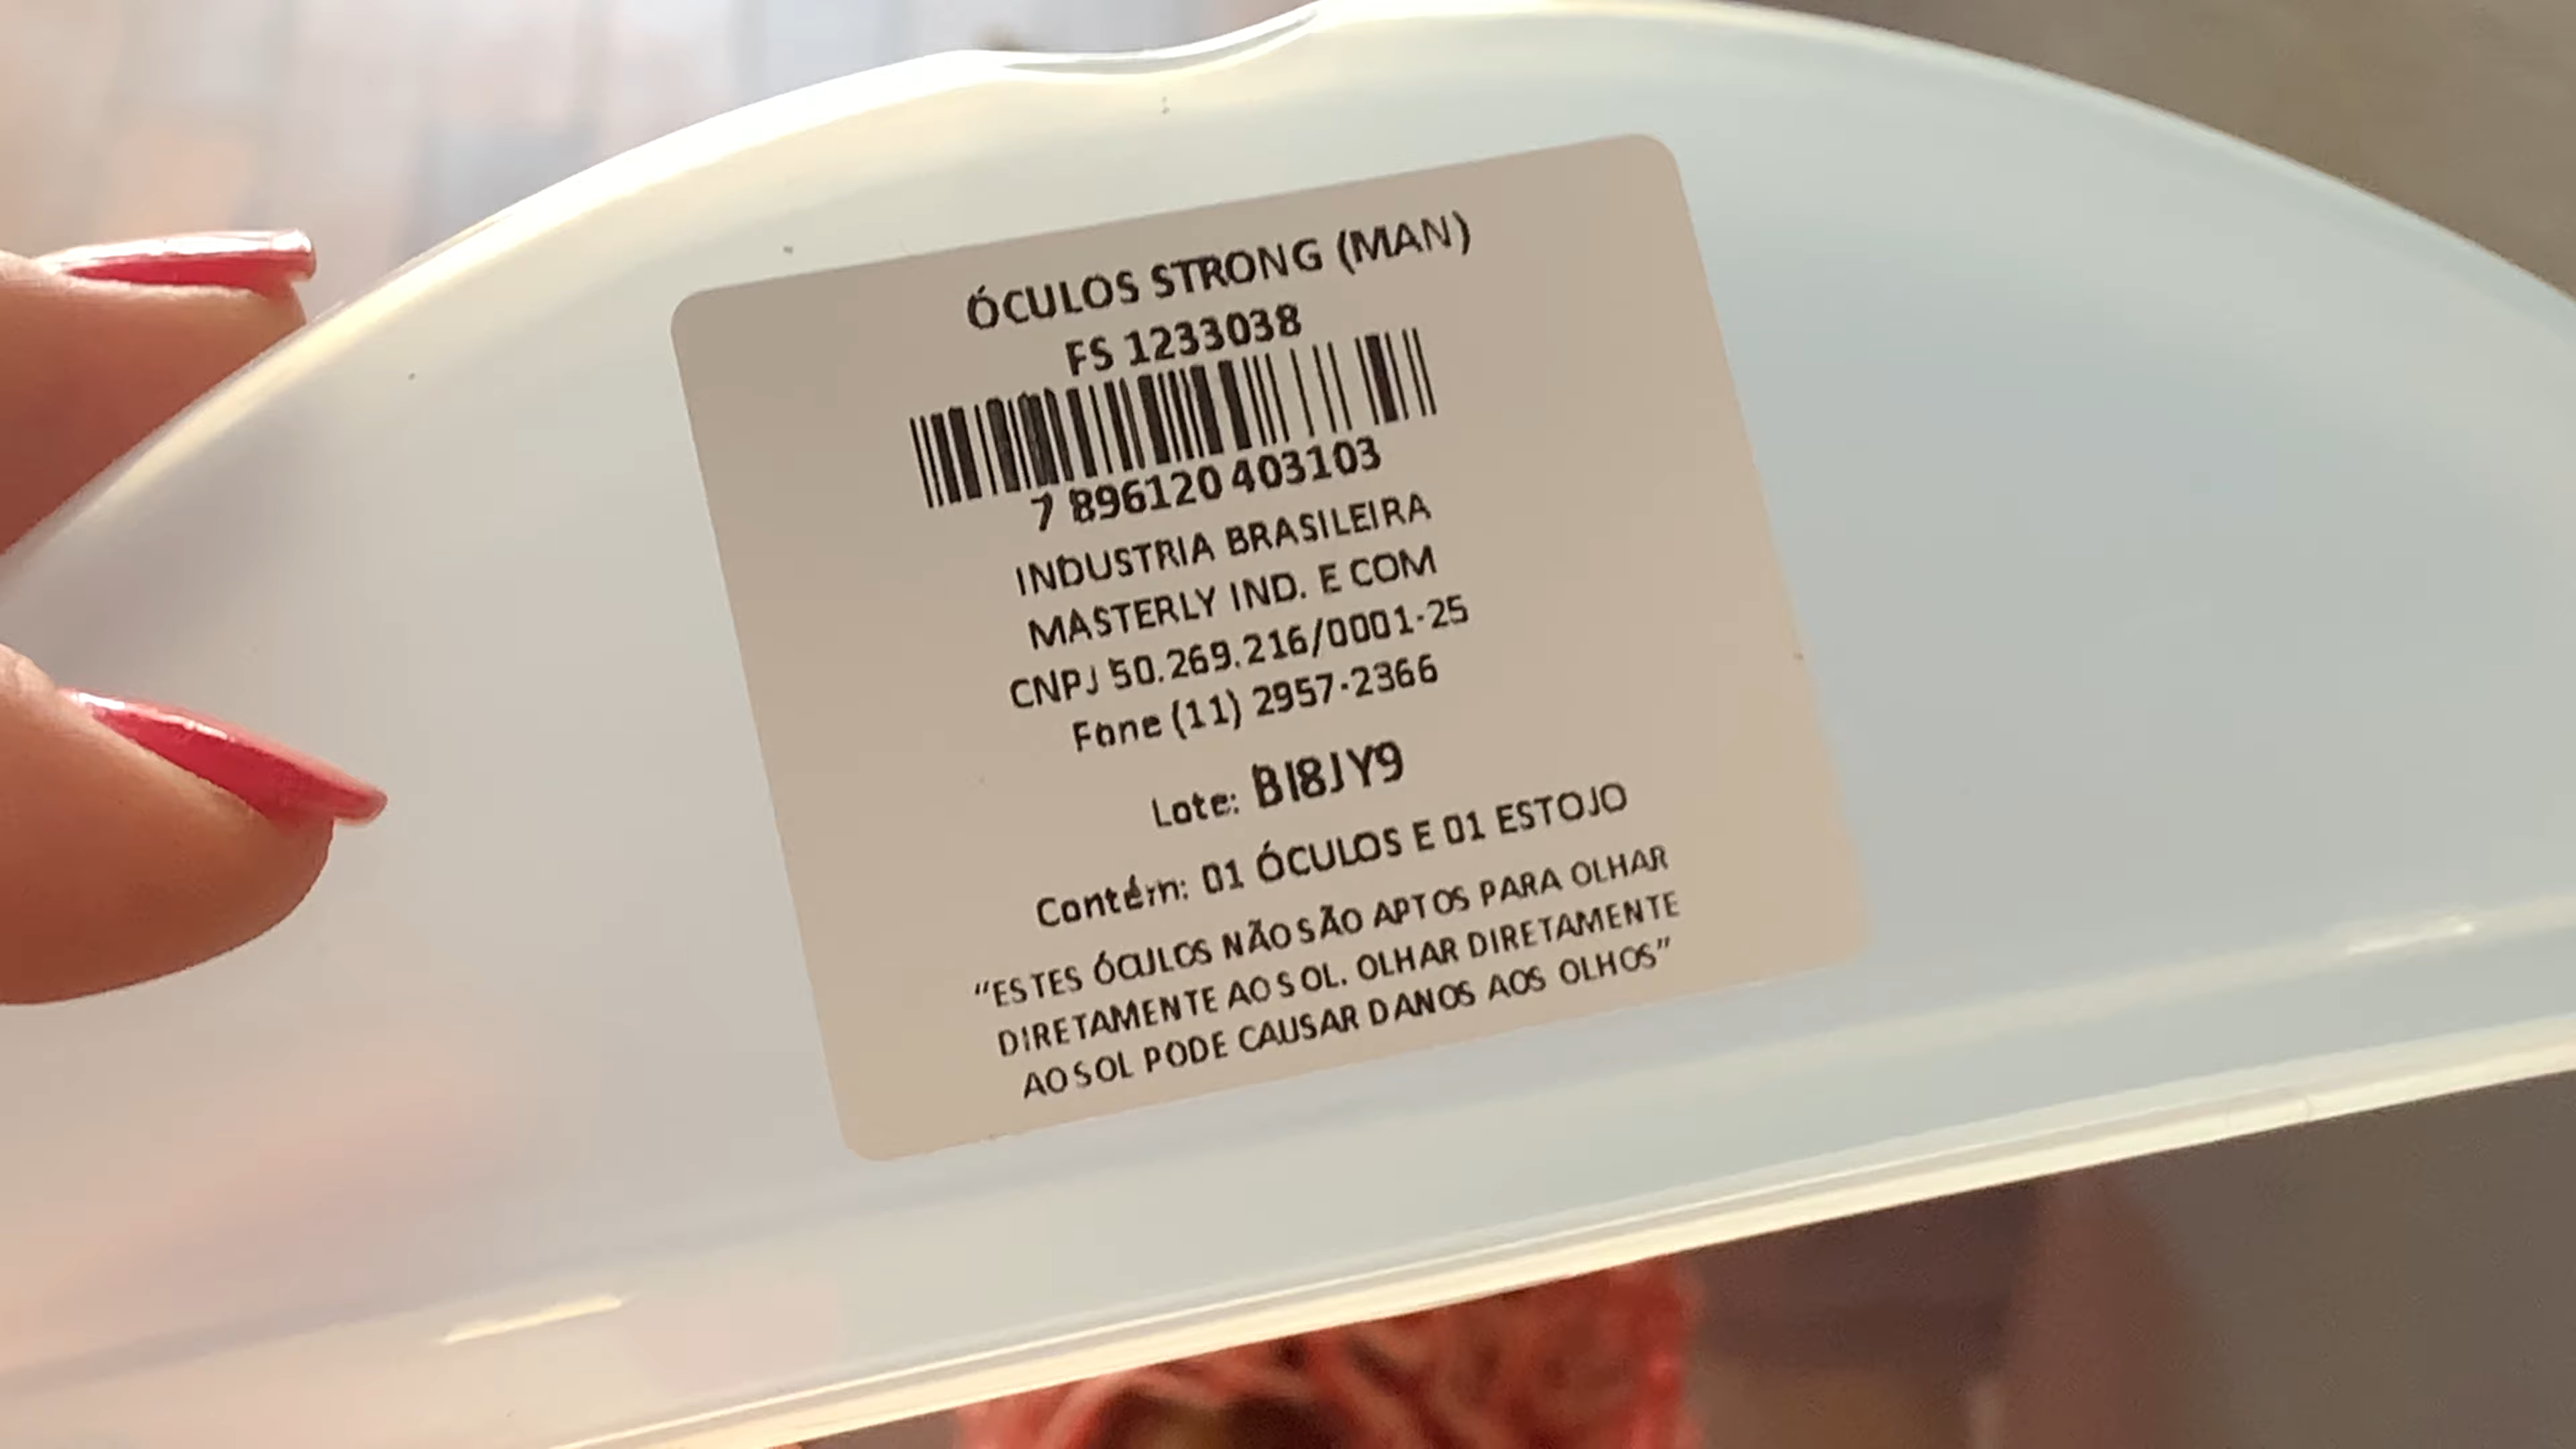 ÓCULOS STRONG (MAN)
FS 1233038
7 896120 403103
INDUSTRIA BRASILEIRA
MASTERLY IND. E COM
CNPJ 50.269.216/0001-25
Fone (11) 2957-2366
Lote: BI8JY9
Contém: 01 ÓCULOS E 01 ESTOJO
“ESTES ÓCULOS NÃO SÃO APTOS PARA OLHAR
DIRETAMENTE AO SOL. OLHAR DIRETAMENTE
AO SOL PODE CAUSAR DANOS AOS OLHOS”